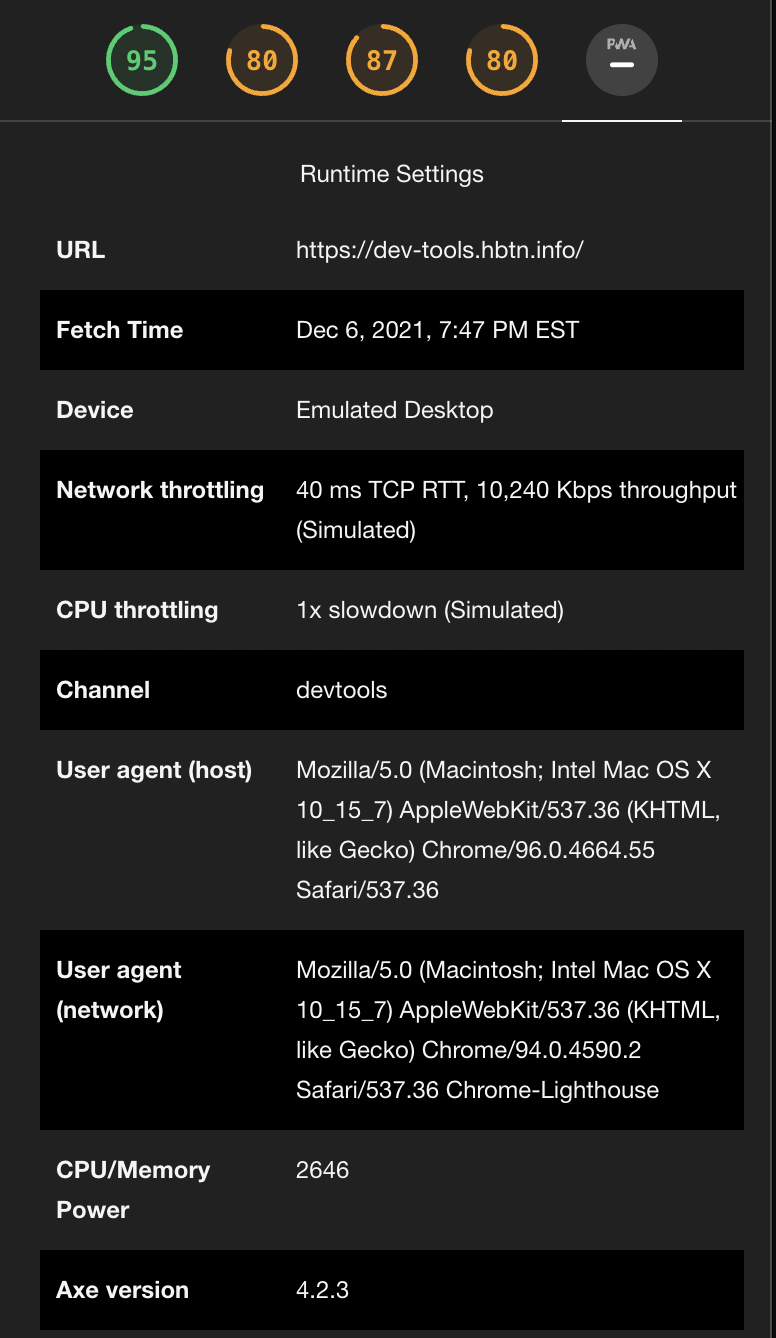 95 80 87 80 PWA
Runtime Settings
URL https://dev-tools.hbtn.info/
Fetch Time Dec 6, 2021, 7:47 PM EST
Device Emulated Desktop
Network throttling 40 ms TCP RTT, 10,240 Kbps throughput
(Simulated)
CPU throttling 1x slowdown (Simulated)
Channel devtools
User agent (host) Mozilla/5.0 (Macintosh; Intel Mac OS X
10_15_7) AppleWebKit/537.36 (KHTML,
like Gecko) Chrome/96.0.4664.55
Safari/537.36
User agent Mozilla/5.0 (Macintosh; Intel Mac OS X
(network) 10_15_7) AppleWebKit/537.36 (KHTML,
like Gecko) Chrome/94.0.4590.2
Safari/537.36 Chrome-Lighthouse
CPU/Memory 2646
Power
Axe version 4.2.3